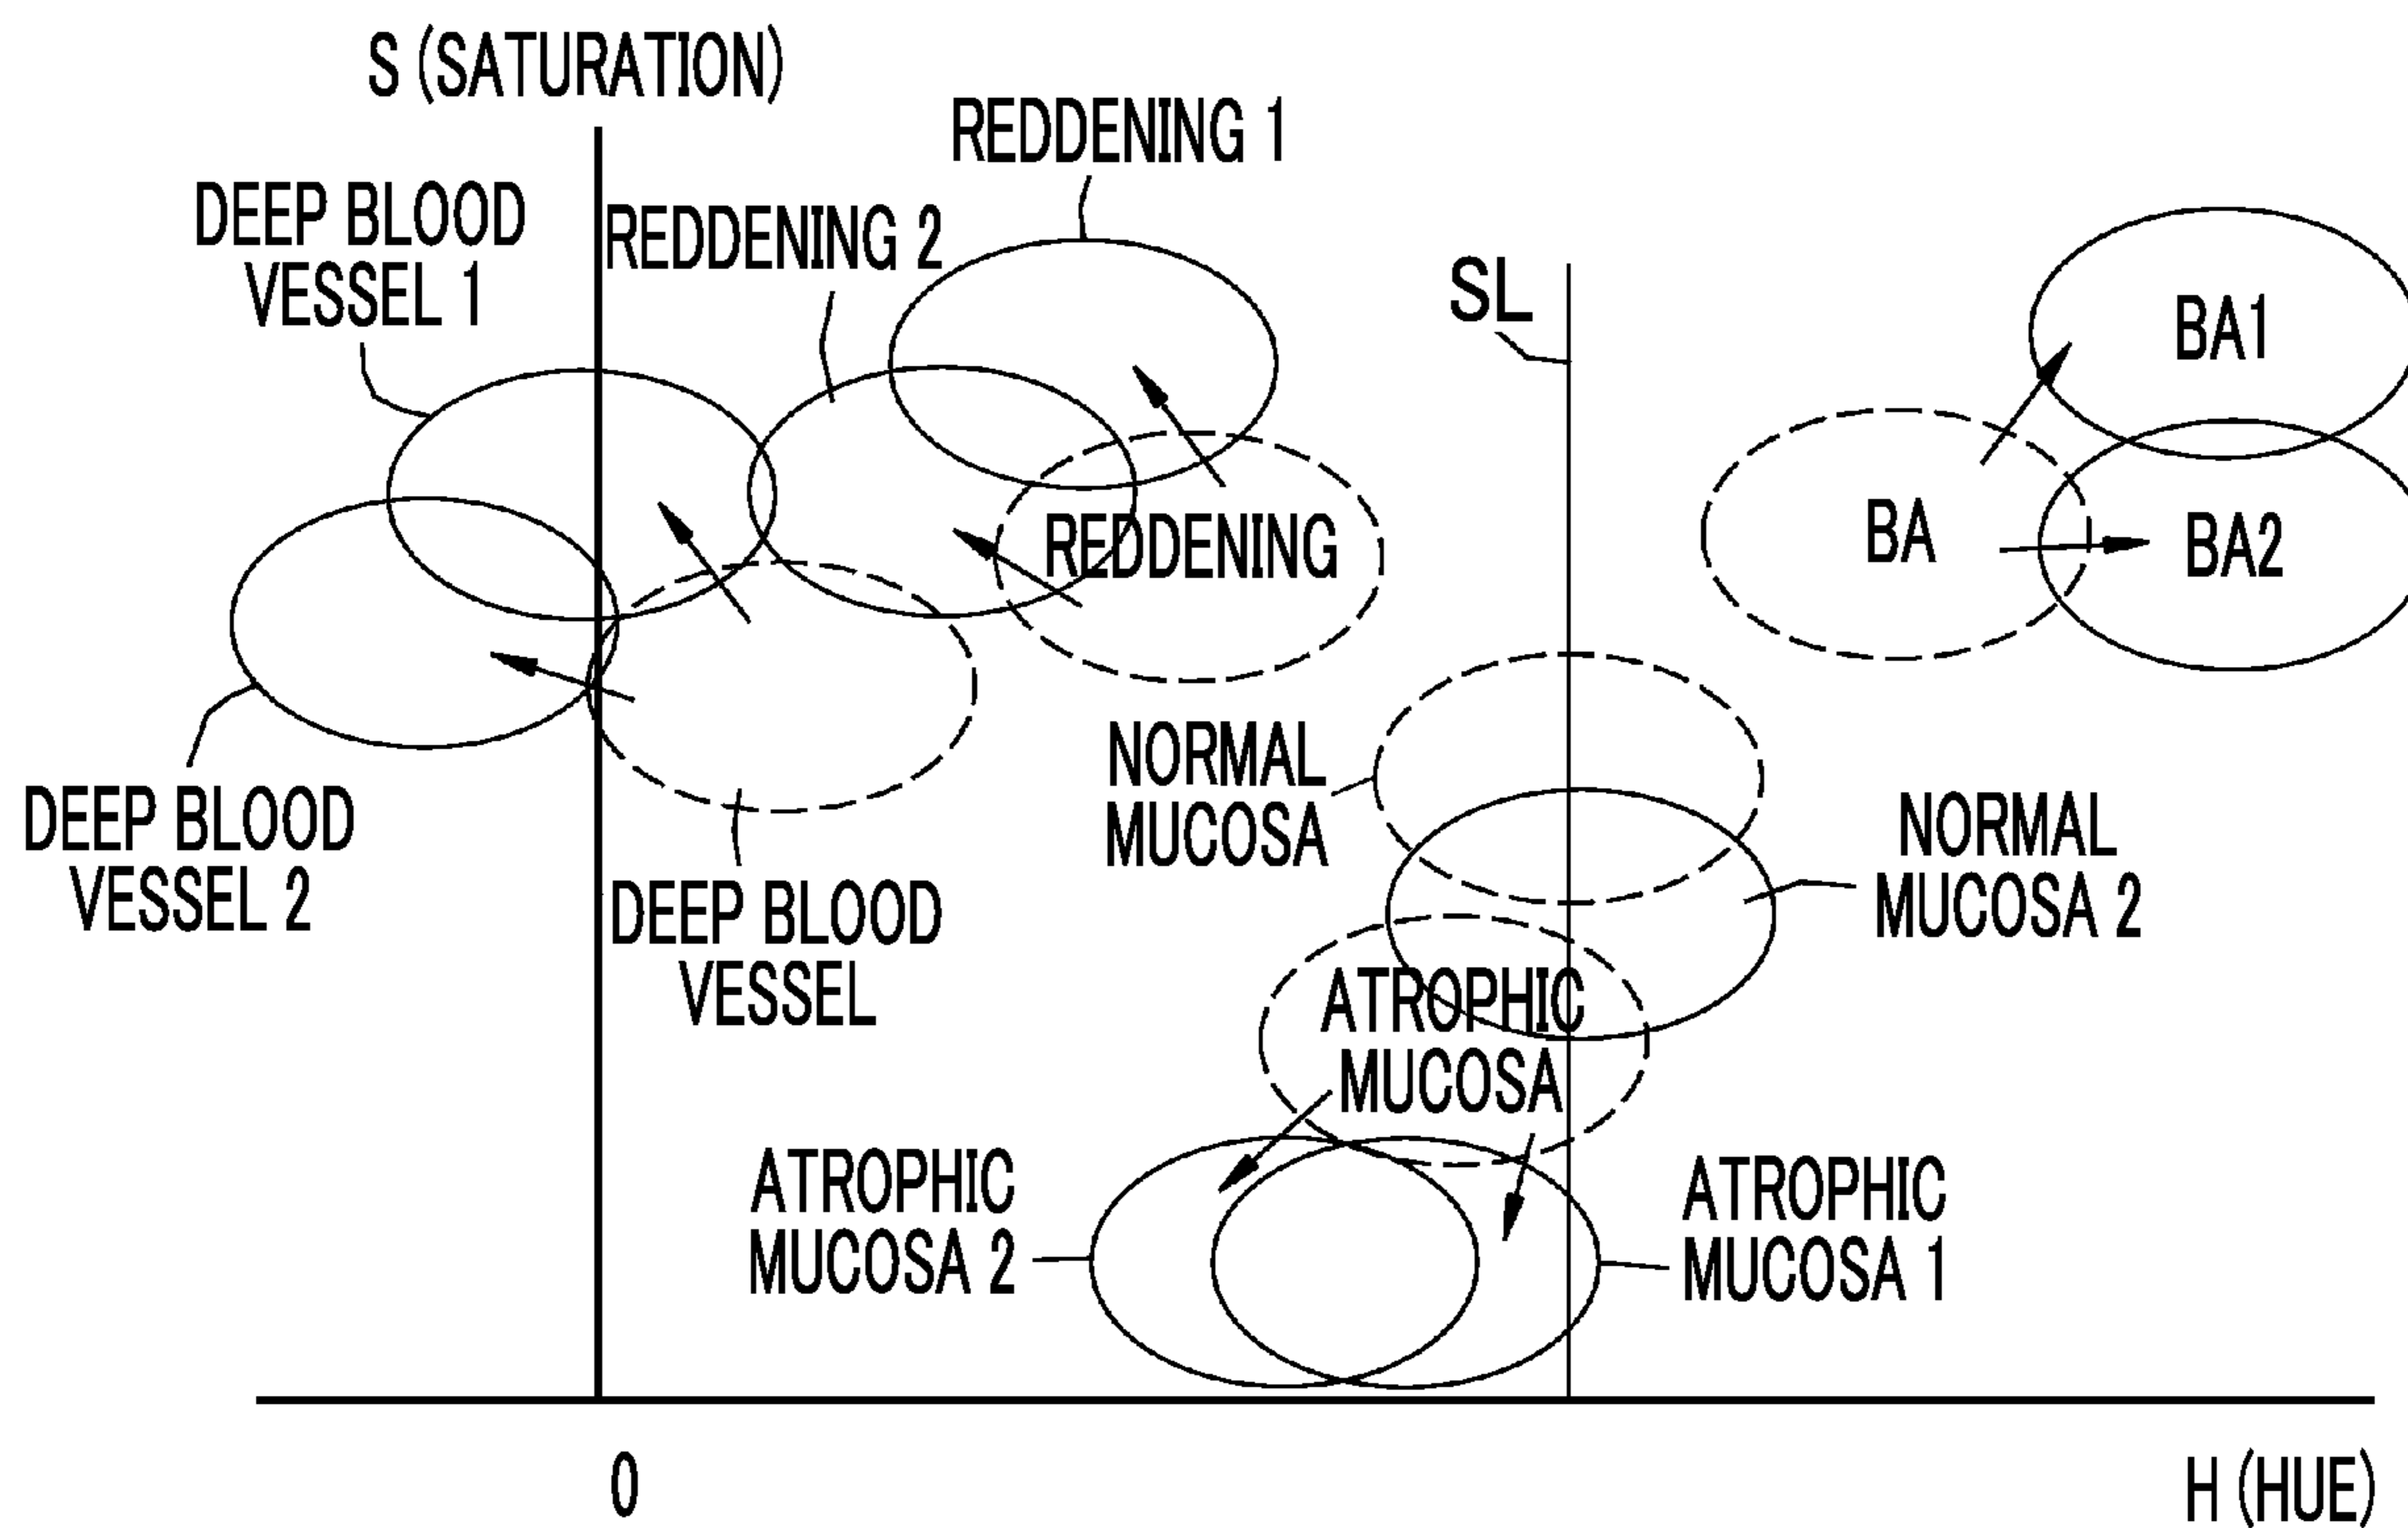 S (SATURATION)
REDDENING 1
DEEP BLOOD
VESSEL 1
REDDENING 2
SL
BA1
REDDENING
BA
BA2
NORMAL
MUCOSA
DEEP BLOOD
VESSEL 2
NORMAL
MUCOSA 2
DEEP BLOOD
VESSEL
ATROPHIC
MUCOSA
ATROPHIC
MUCOSA 2
ATROPHIC
MUCOSA 1
0
H (HUE)